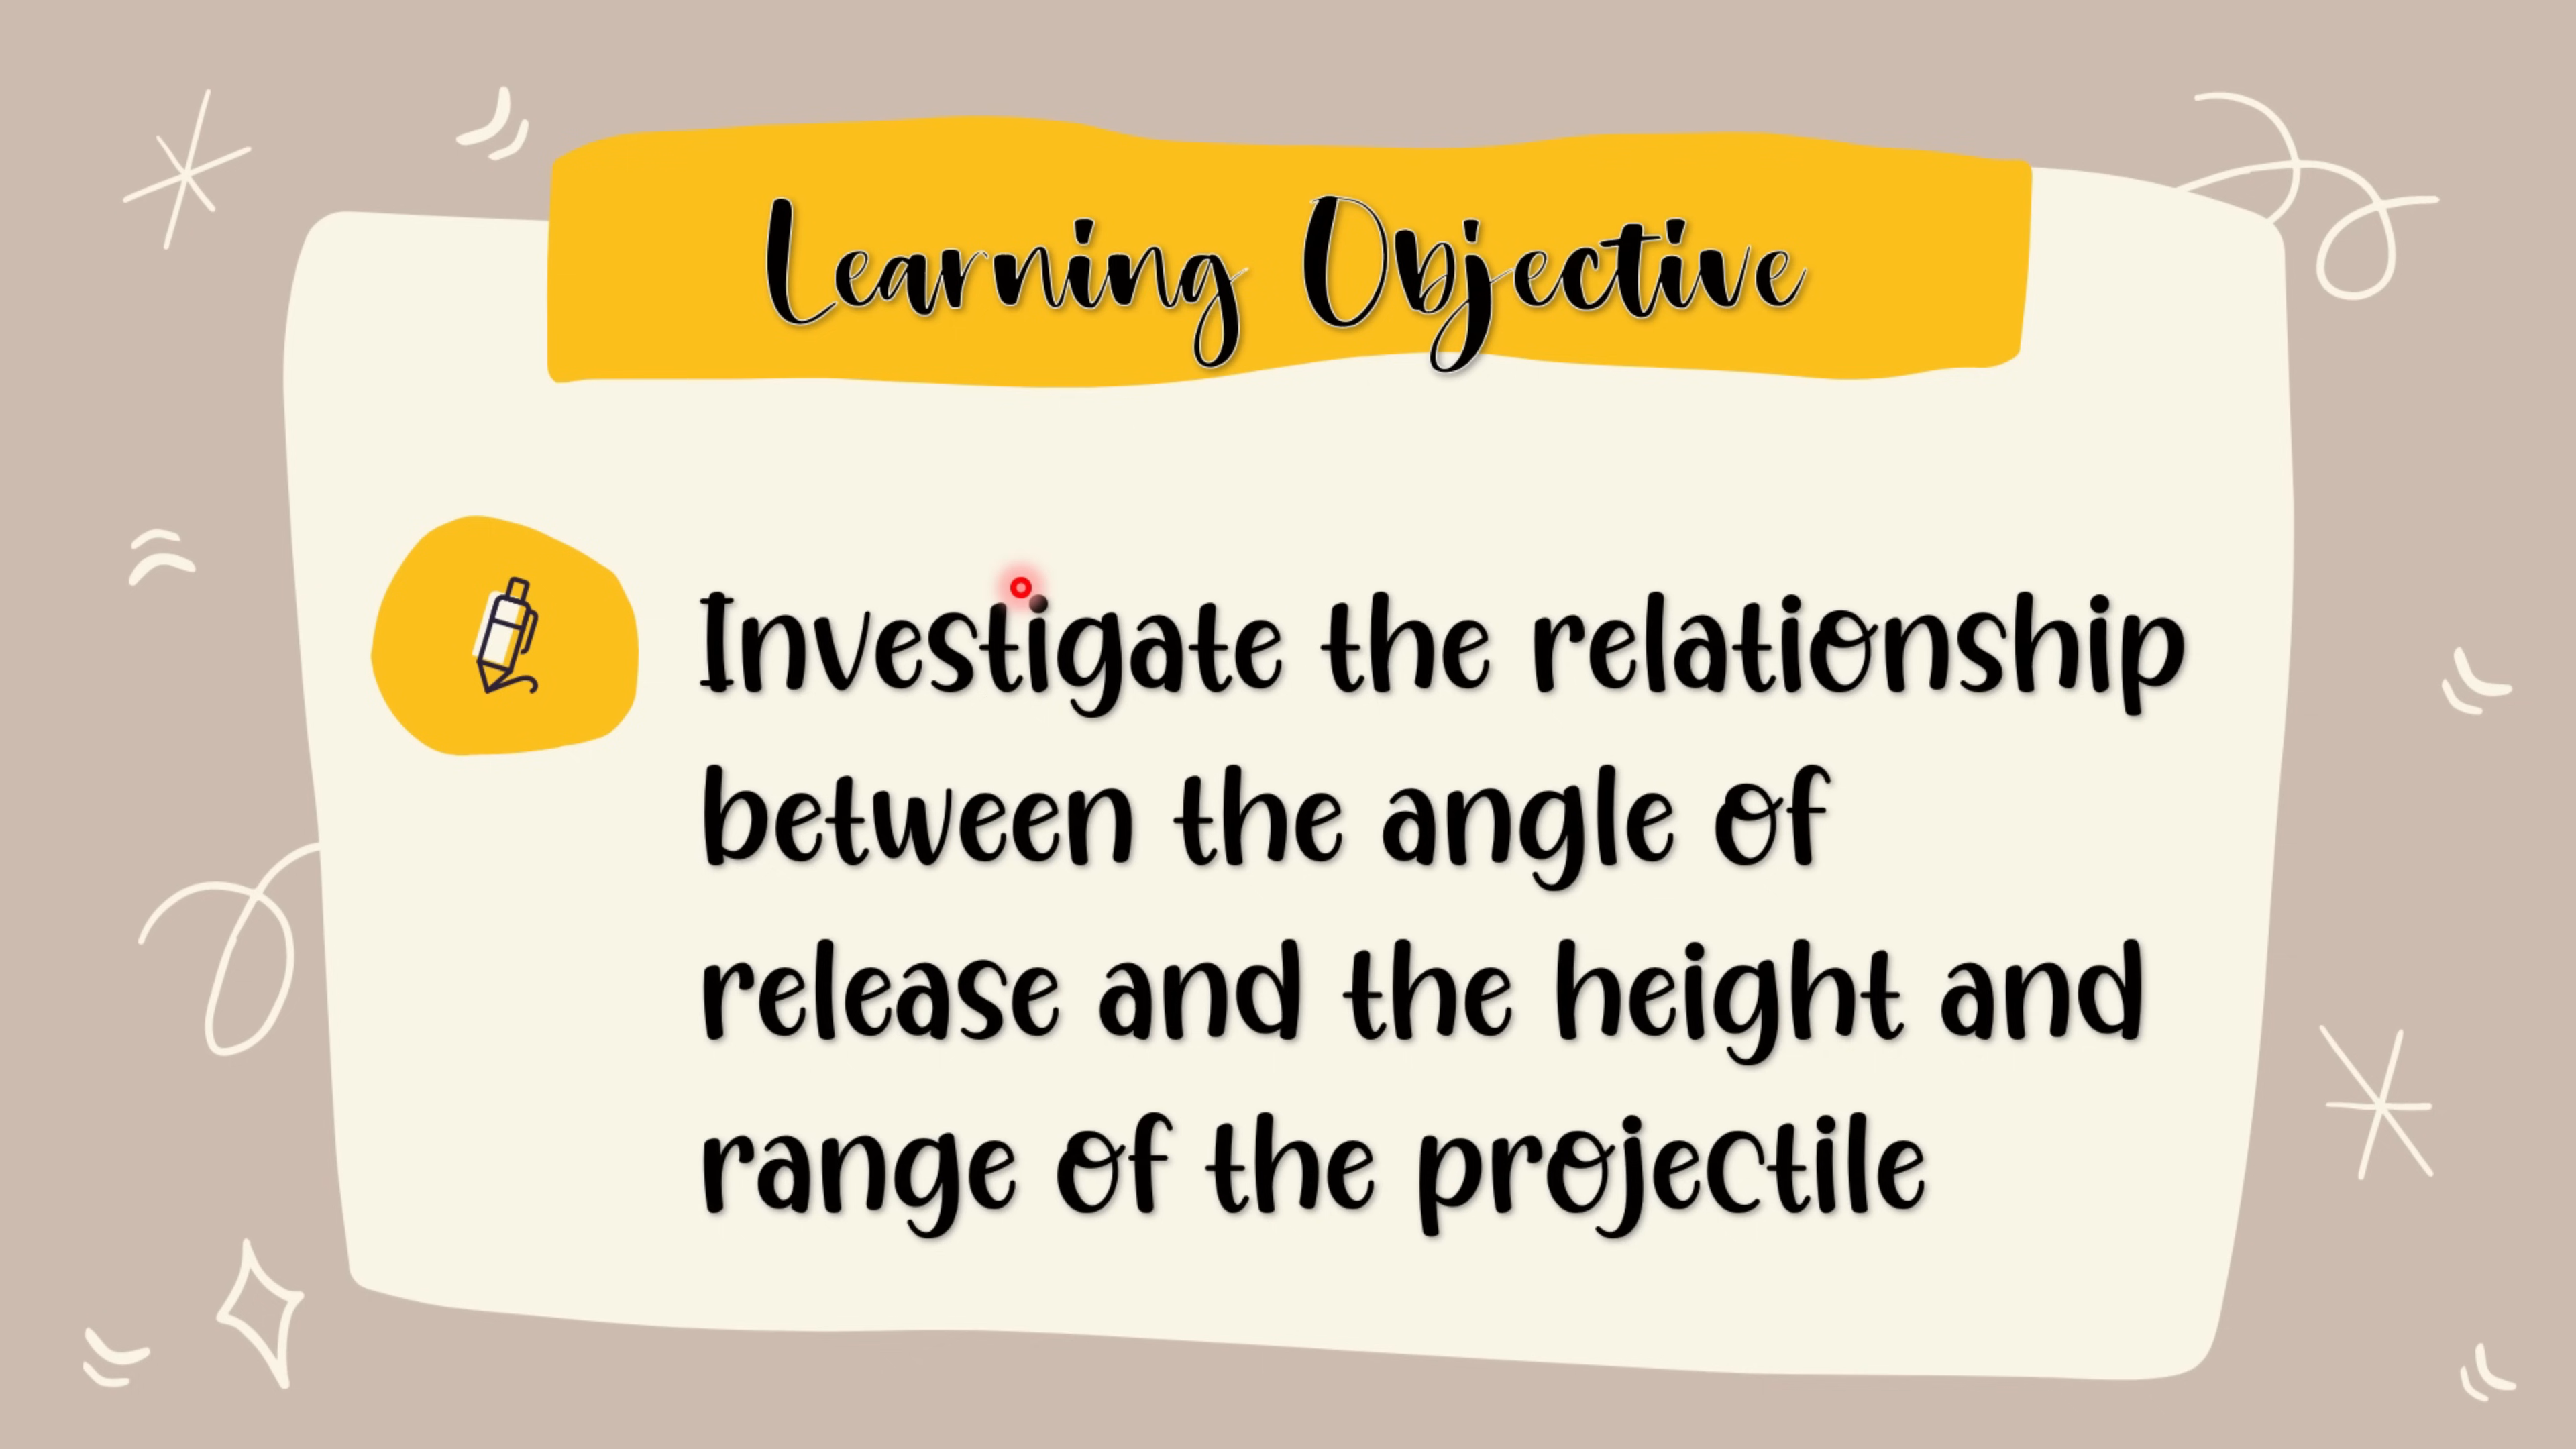 Learning Objective
Investigate the relationship
between the angle of
release and the height and
range of the projectile